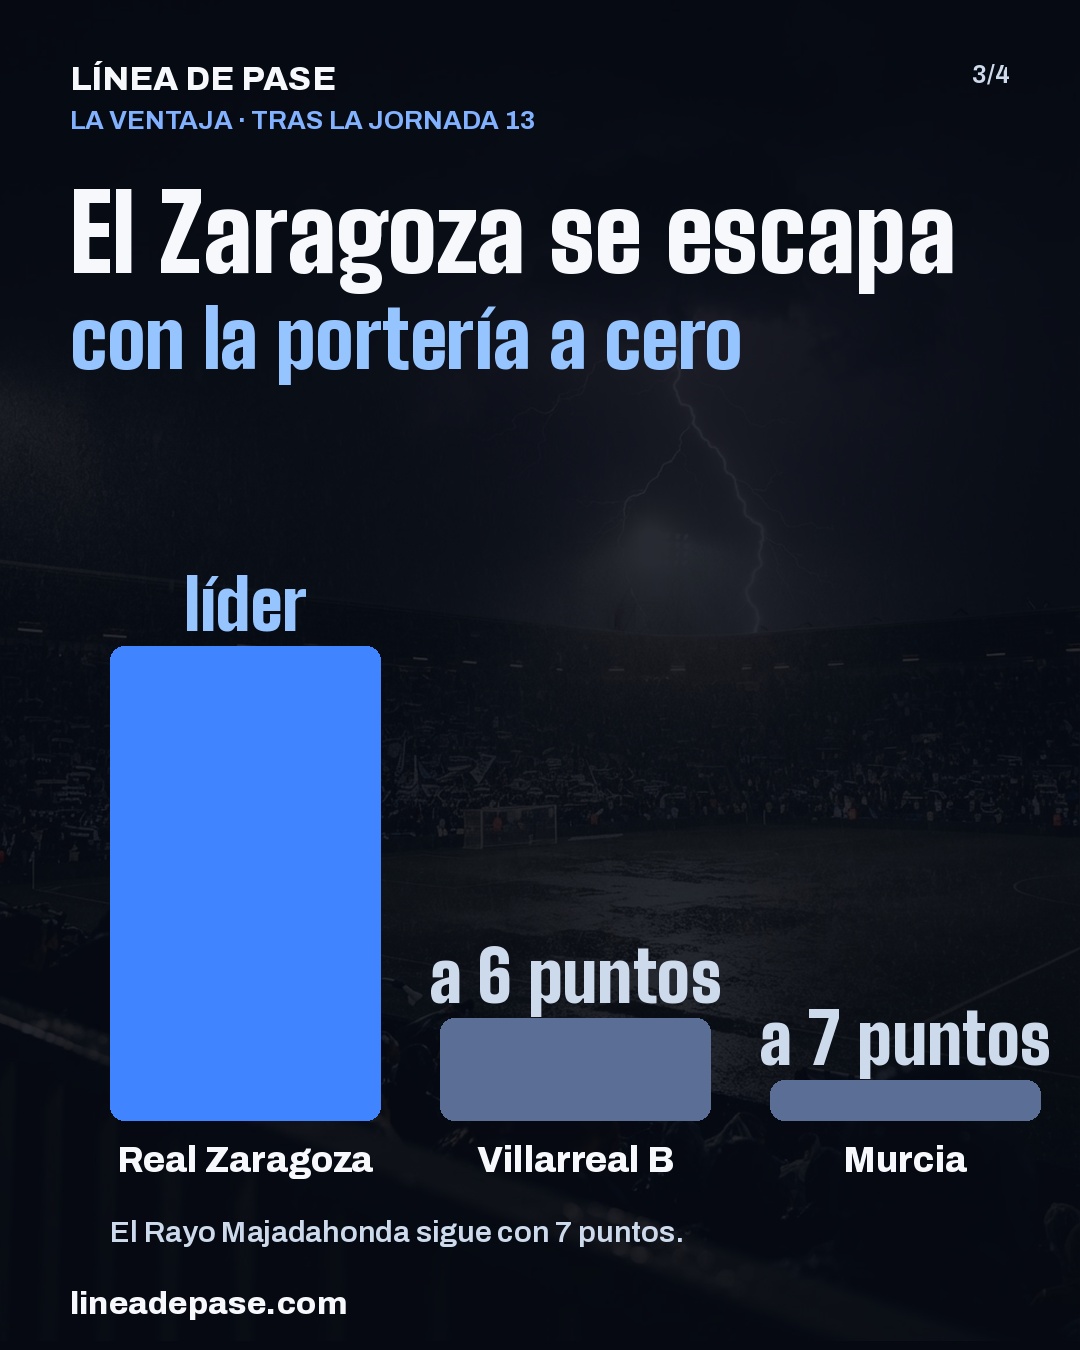 LÍNEA DE PASE
3/4
LA VENTAJA · TRAS LA JORNADA 13
El Zaragoza se escapa
con la portería a cero
líder
a 6 puntos
a 7 puntos
Real Zaragoza
Villarreal B
Murcia
El Rayo Majadahonda sigue con 7 puntos.
lineadepase.com